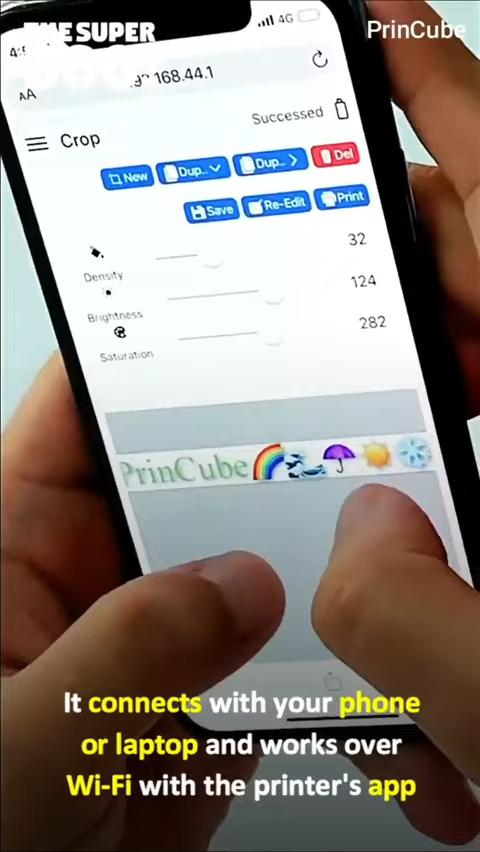 THE SUPER
PrinCube
4G
AA
168.44.1
Successed
Crop
New
Dup..
Dup..
Del
Save
Re-Edit
Print
Density
32
Brightness
124
Saturation
282
PrinCube
It connects with your phone
or laptop and works over
Wi-Fi with the printer's app